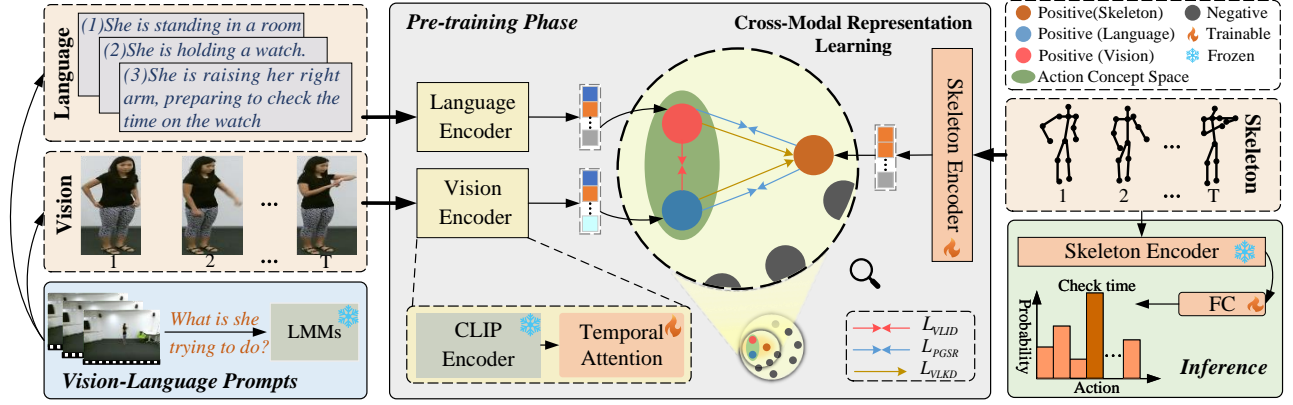 Language
(1)She is standing in a room
(2)She is holding a watch.
(3)She is raising her right
arm, preparing to check the
time on the watch
Vision
1
2
...
T
What is she
trying to do?
LMMs
Vision-Language Prompts
Pre-training Phase
Cross-Modal Representation
Learning
Language
Encoder
Vision
Encoder
CLIP
Encoder
Temporal
Attention
Skeleton Encoder
L_VLID
L_PGSR
L_VLKD
Positive(Skeleton)
Positive (Language)
Positive (Vision)
Action Concept Space
Negative
Trainable
Frozen
Skeleton
1
2
...
T
Skeleton Encoder
FC
Check time
Probability
...
Action
Inference